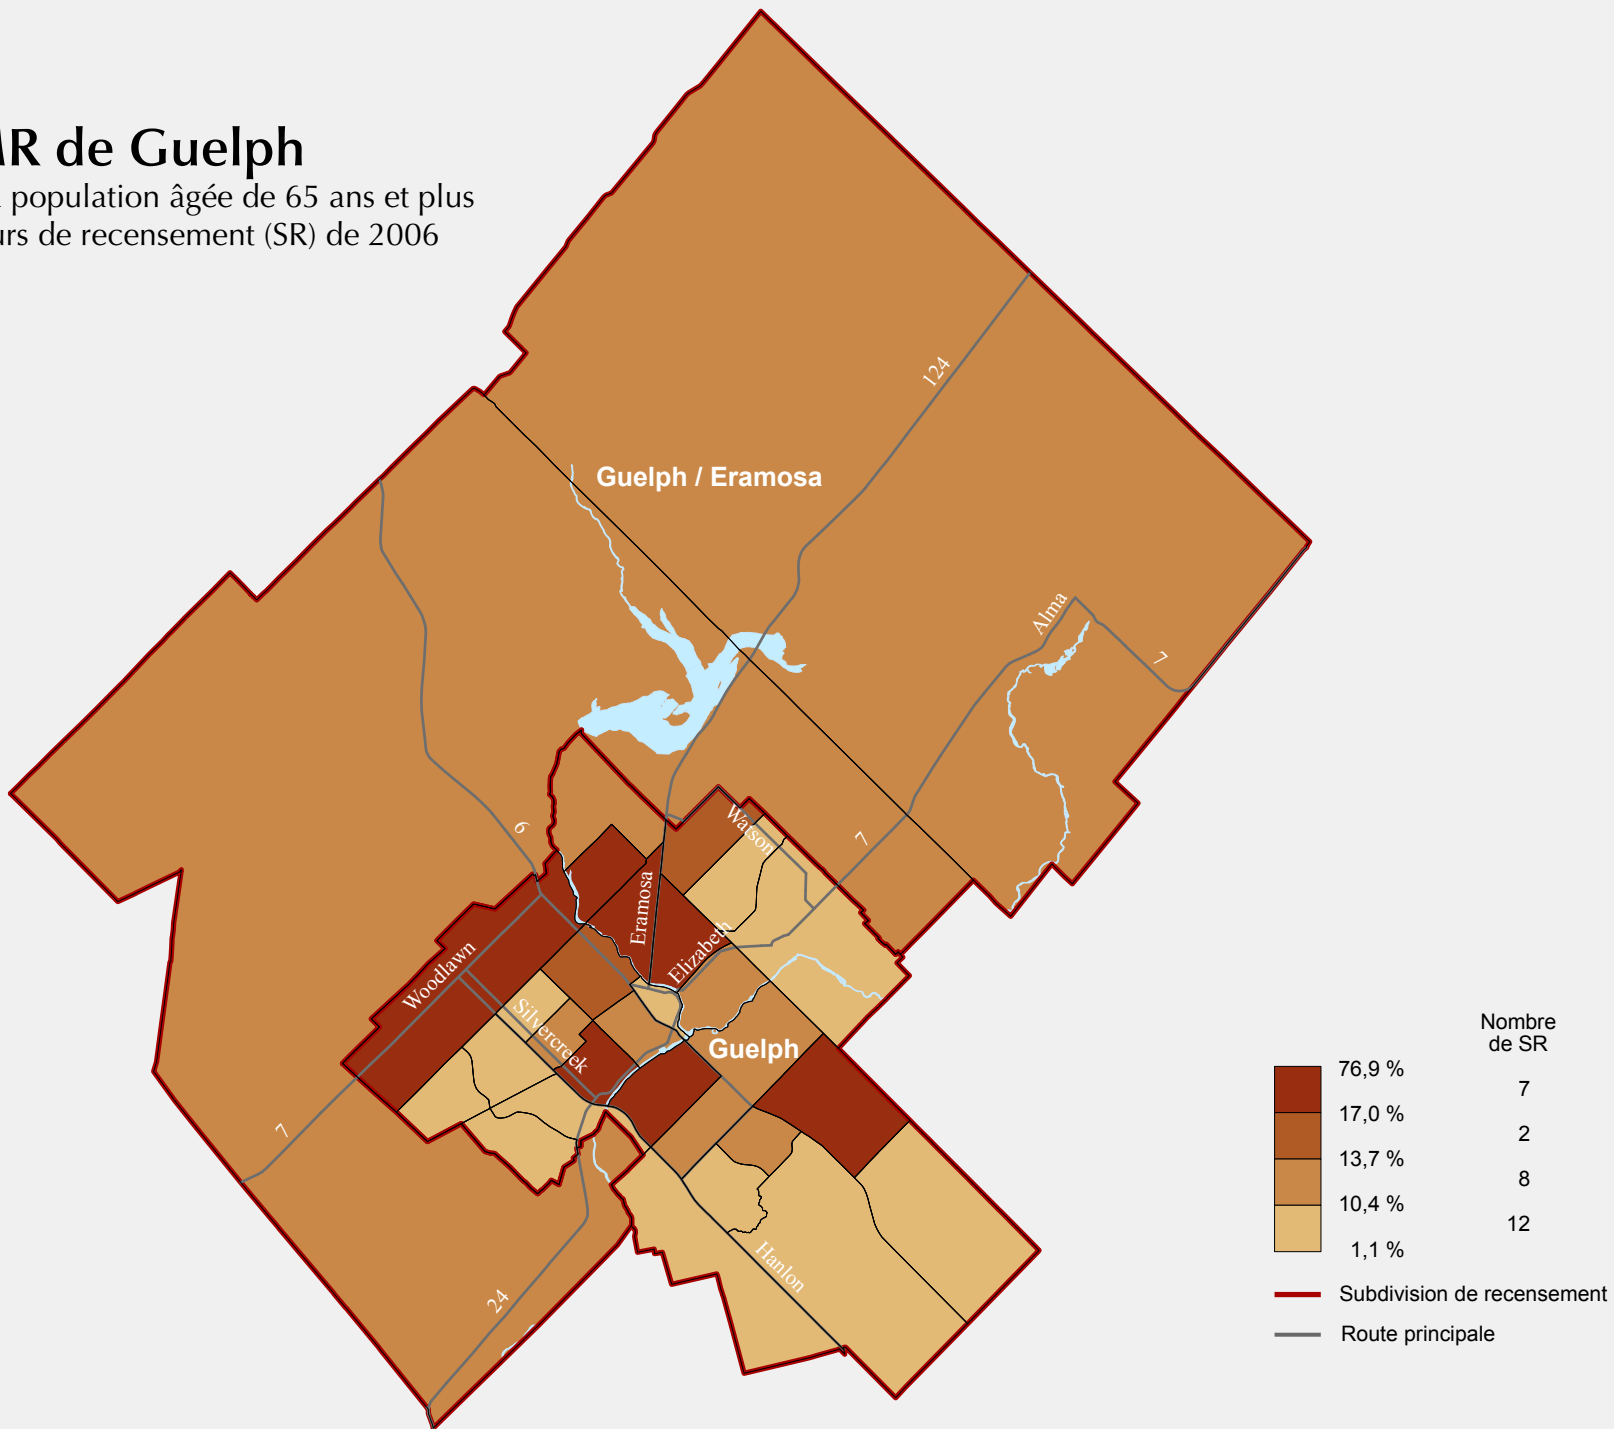 MR de Guelph
population âgée de 65 ans et plus
urs de recensement (SR) de 2006
124
Guelph / Eramosa
Alma
7
6
Watson
7
Eramosa
Elizabeth
Woodlawn
Silvercreek
Guelph
7
Hanlon
24
Nombre
de SR
76,9 %
7
17,0 %
2
13,7 %
8
10,4 %
12
1,1 %
Subdivision de recensement
Route principale